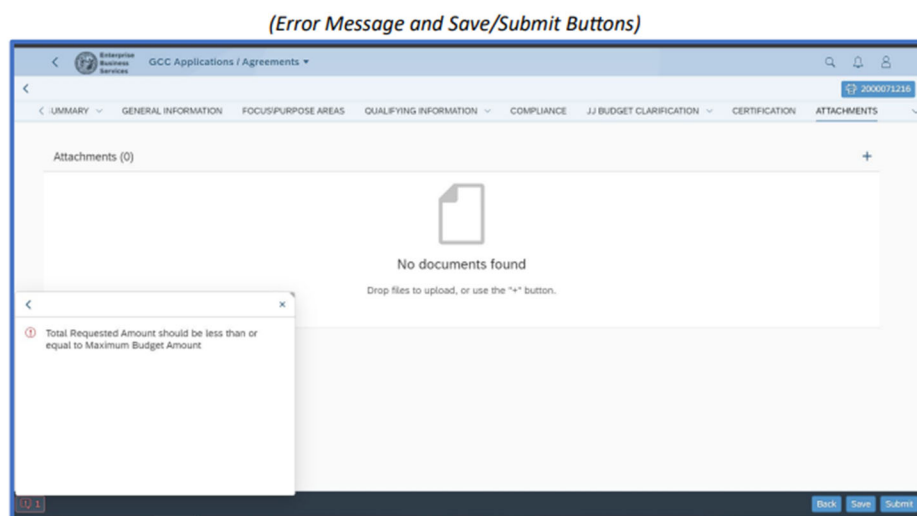 (Error Message and Save/Submit Buttons)
Enterprise
Business
Services
GCC Applications / Agreements
2000071216
UMMARY GENERAL INFORMATION FOCUS\PURPOSE AREAS QUALIFYING INFORMATION COMPLIANCE JJ BUDGET CLARIFICATION CERTIFICATION ATTACHMENTS
Attachments (0) +
No documents found
Drop files to upload, or use the "+" button.
Total Requested Amount should be less than or
equal to Maximum Budget Amount
1 Back Save Submit